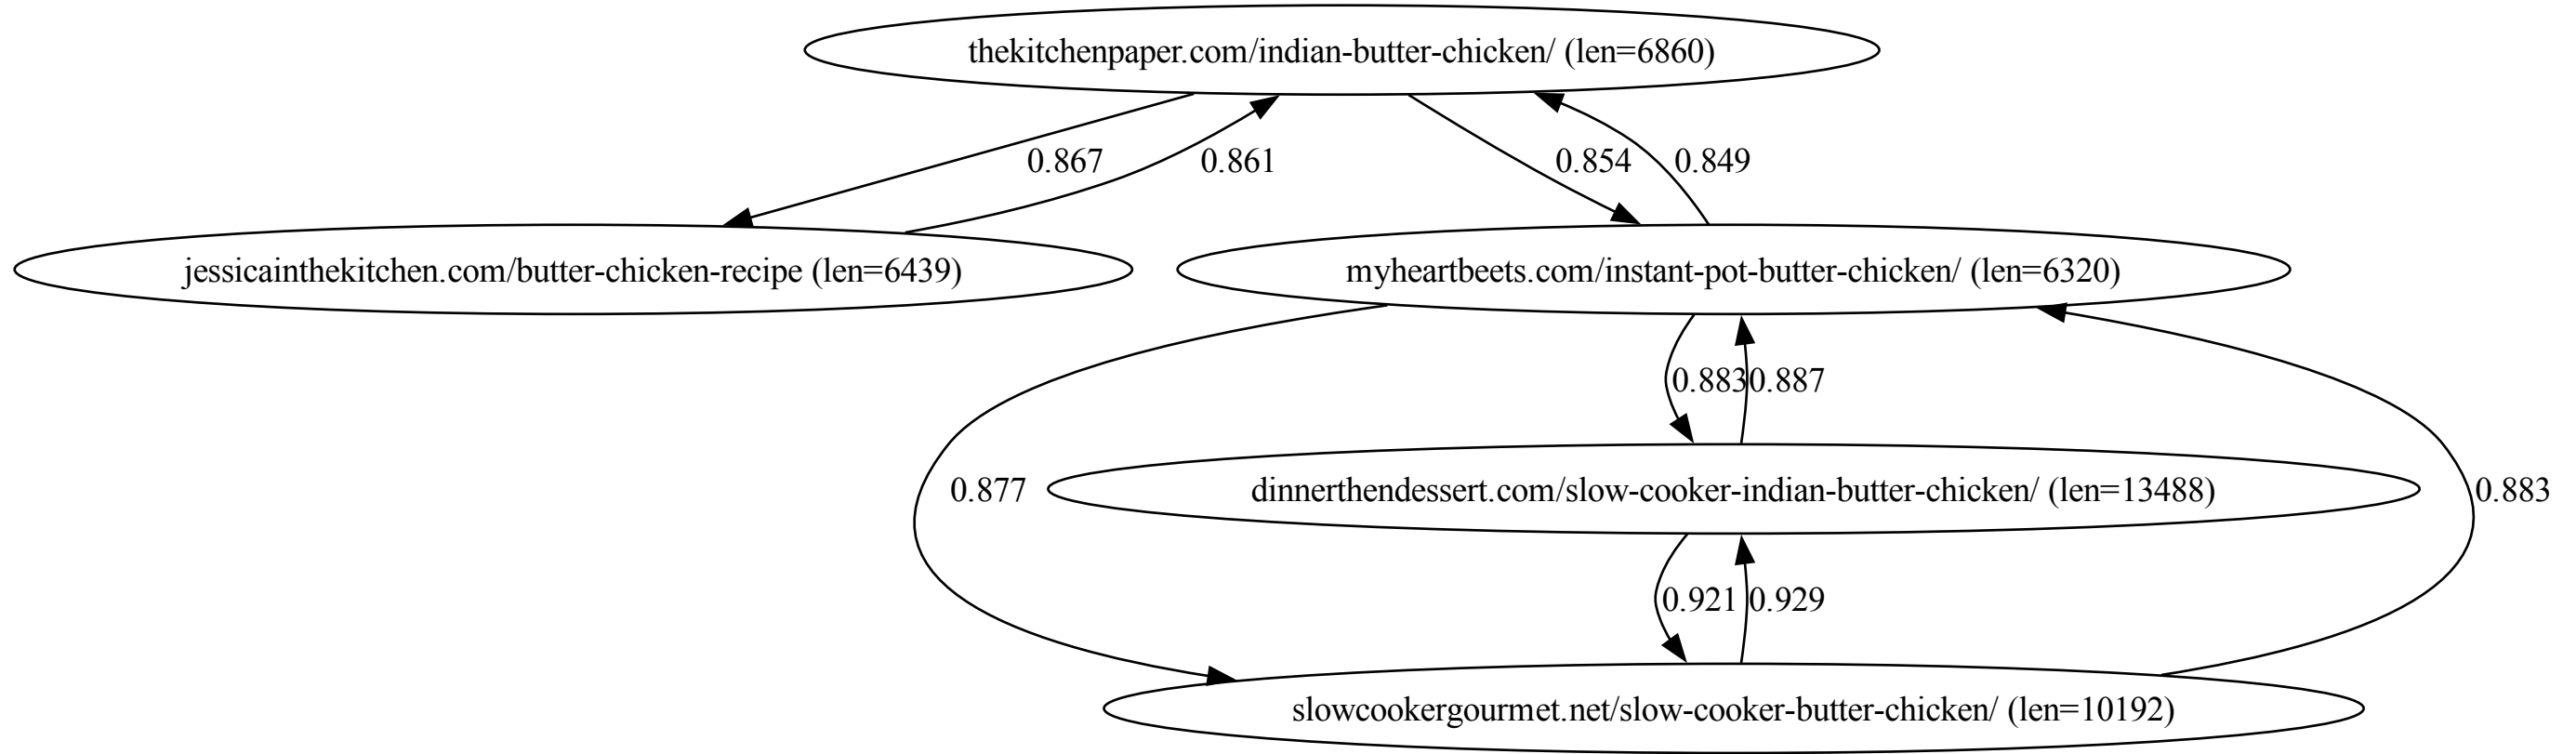 thekitchenpaper.com/indian-butter-chicken/ (len=6860)
0.867
0.861
0.854
0.849
jessicainthekitchen.com/butter-chicken-recipe (len=6439)
myheartbeets.com/instant-pot-butter-chicken/ (len=6320)
0.883
0.887
0.877
dinnerthendessert.com/slow-cooker-indian-butter-chicken/ (len=13488)
0.883
0.921
0.929
slowcookergourmet.net/slow-cooker-butter-chicken/ (len=10192)